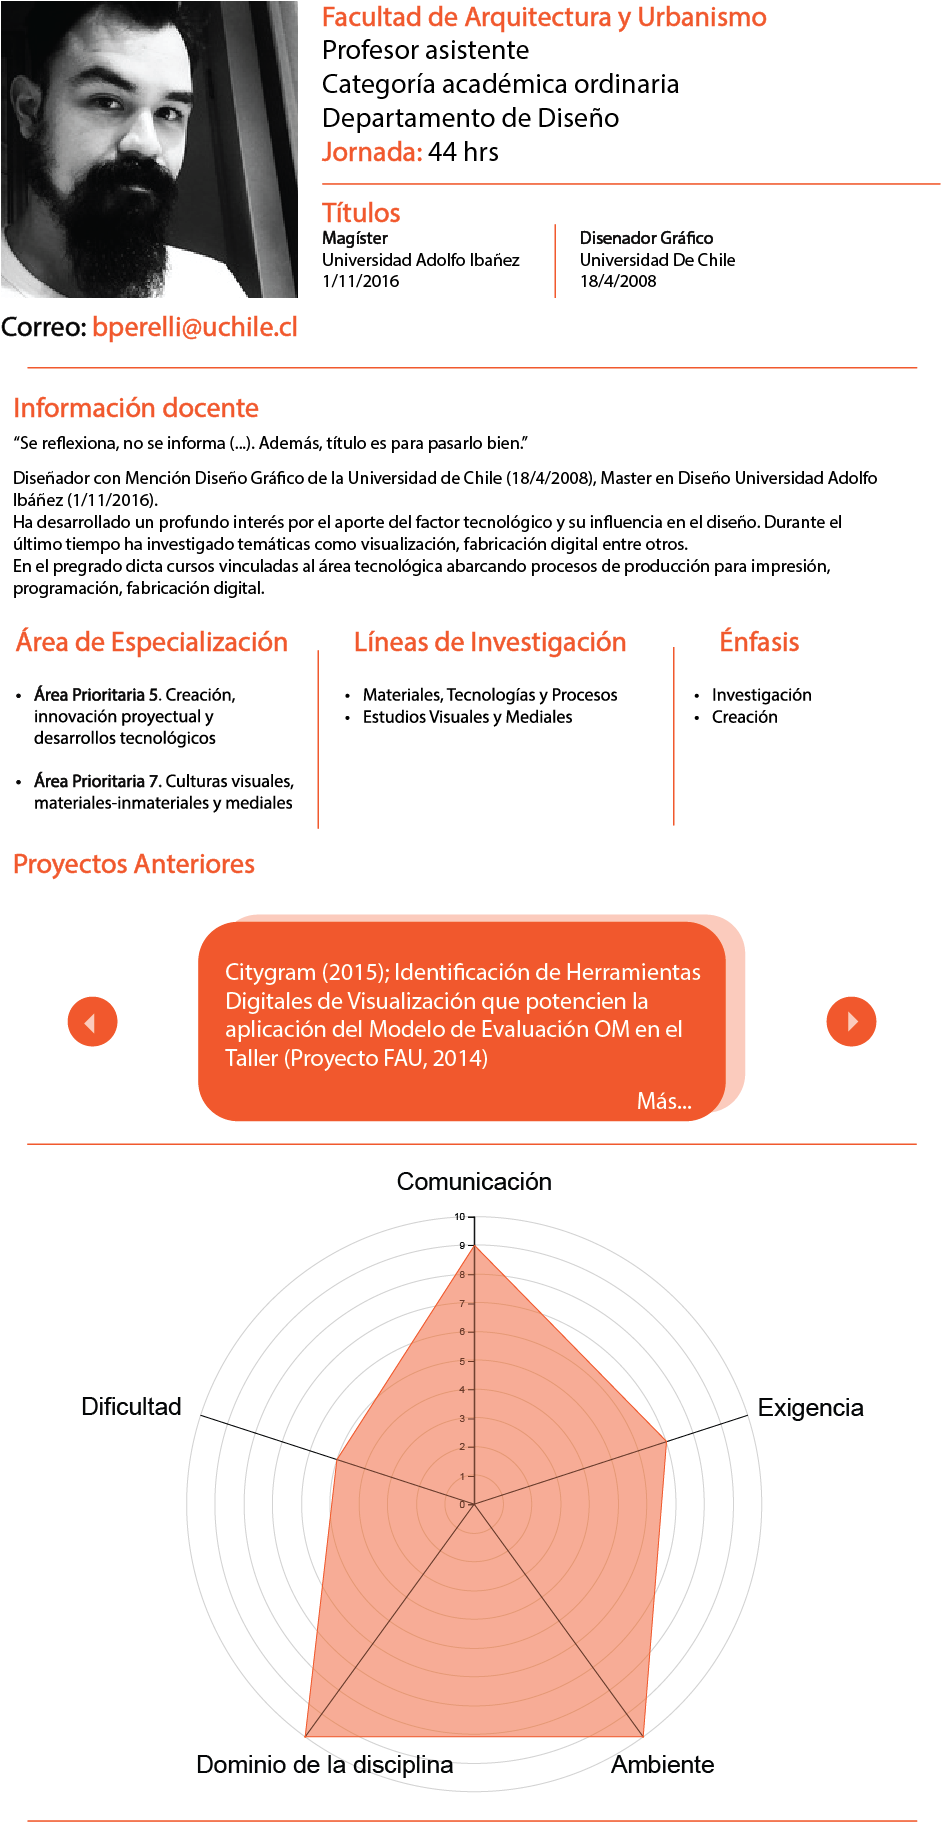 Facultad de Arquitectura y Urbanismo
Profesor asistente
Categoría académica ordinaria
Departamento de Diseño
Jornada: 44 hrs
Títulos
Magíster
Universidad Adolfo Ibañez
1/11/2016
Disenador Gráfico
Universidad De Chile
18/4/2008
Correo: bperelli@uchile.cl
Información docente
“Se reflexiona, no se informa (...). Además, título es para pasarlo bien.”
Diseñador con Mención Diseño Gráfico de la Universidad de Chile (18/4/2008), Master en Diseño Universidad Adolfo
Ibáñez (1/11/2016).
Ha desarrollado un profundo interés por el aporte del factor tecnológico y su influencia en el diseño. Durante el
último tiempo ha investigado temáticas como visualización, fabricación digital entre otros.
En el pregrado dicta cursos vinculadas al área tecnológica abarcando procesos de producción para impresión,
programación, fabricación digital.
Área de Especialización
• Área Prioritaria 5. Creación,
innovación proyectual y
desarrollos tecnológicos
• Área Prioritaria 7. Culturas visuales,
materiales-inmateriales y mediales
Líneas de Investigación
• Materiales, Tecnologías y Procesos
• Estudios Visuales y Mediales
Énfasis
• Investigación
• Creación
Proyectos Anteriores
Citygram (2015); Identificación de Herramientas
Digitales de Visualización que potencien la
aplicación del Modelo de Evaluación OM en el
Taller (Proyecto FAU, 2014)
Más...
Comunicación
10
9
8
7
6
5
4
3
2
1
0
Dificultad
Exigencia
Dominio de la disciplina
Ambiente